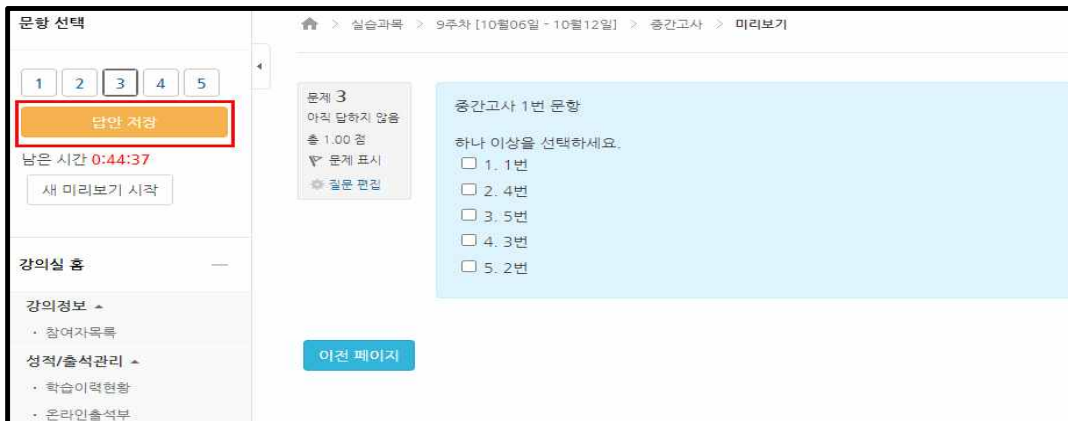 문항 선택
1 2 3 4 5
답안 저장
남은 시간 0:44:37
새 미리보기 시작
강의실 홈
강의정보
· 참여자목록
성적/출석관리
· 학습이력현황
· 온라인출석부
실습과목 > 9주차 [10월06일 - 10월12일] > 중간고사 > 미리보기
문제 3
아직 답하지 않음
총 1.00 점
문제 표시
질문 편집
중간고사 1번 문항
하나 이상을 선택하세요.
1. 1번
2. 4번
3. 5번
4. 3번
5. 2번
이전 페이지